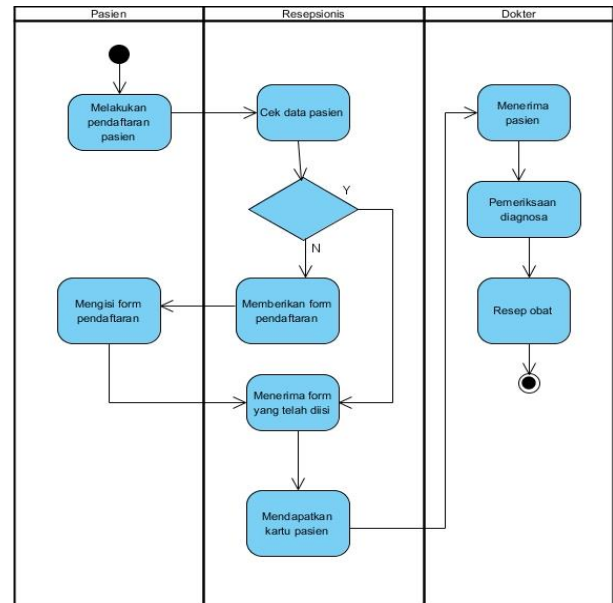 Pasien
Resepsionis
Dokter
Melakukan
pendaftaran
pasien
Cek data pasien
Y
N
Memberikan form
pendaftaran
Mengisi form
pendaftaran
Menerima form
yang telah diisi
Mendapatkan
kartu pasien
Menerima
pasien
Pemeriksaan
diagnosa
Resep obat